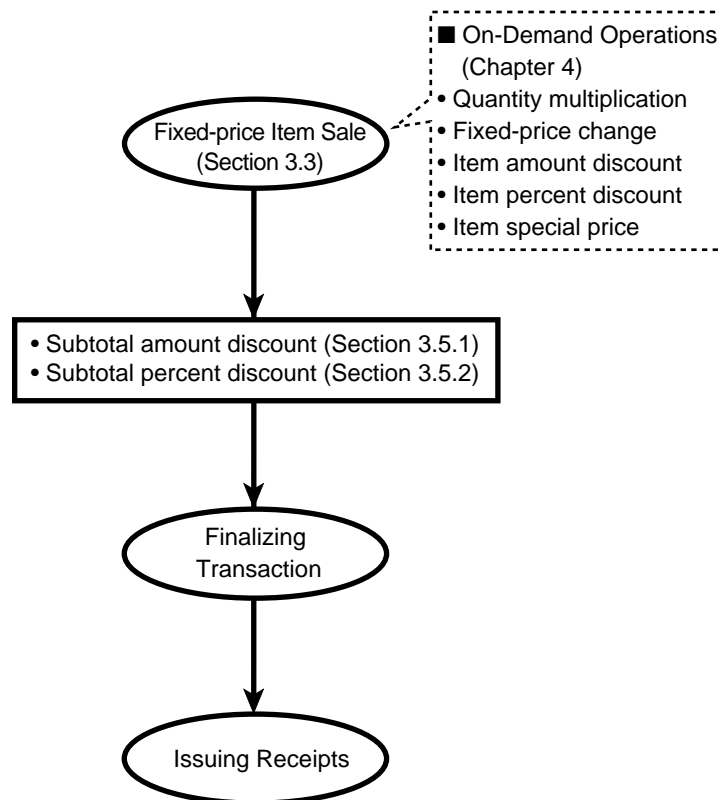 ■ On-Demand Operations
(Chapter 4)
• Quantity multiplication
• Fixed-price change
• Item amount discount
• Item percent discount
• Item special price
Fixed-price Item Sale
(Section 3.3)
• Subtotal amount discount (Section 3.5.1)
• Subtotal percent discount (Section 3.5.2)
Finalizing
Transaction
Issuing Receipts